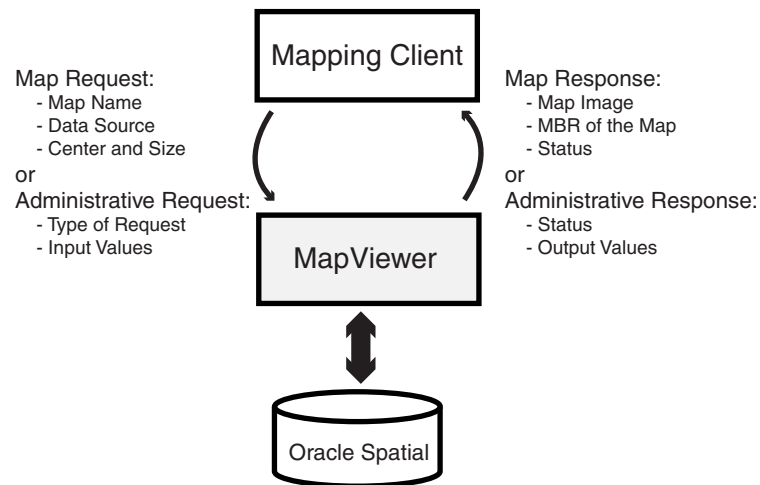 Mapping Client
Map Request:
- Map Name
- Data Source
- Center and Size
or
Administrative Request:
- Type of Request
- Input Values
Map Response:
- Map Image
- MBR of the Map
- Status
or
Administrative Response:
- Status
- Output Values
MapViewer
Oracle Spatial